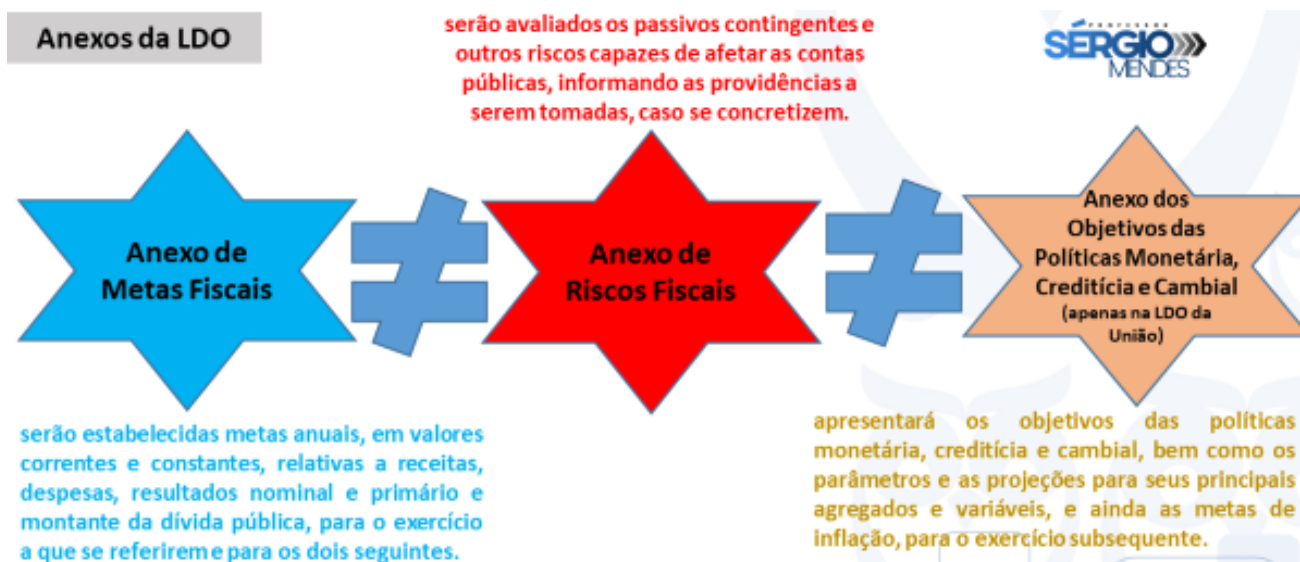 Anexos da LDO
serão avaliados os passivos contingentes e
outros riscos capazes de afetar as contas
públicas, informando as providências a
serem tomadas, caso se concretizem.
PROFESSOR
SÉRGIO
MENDES
Anexo de
Metas Fiscais
Anexo de
Riscos Fiscais
Anexo dos
Objetivos das
Políticas Monetária,
Creditícia e Cambial
(apenas na LDO da
União)
serão estabelecidas metas anuais, em valores
correntes e constantes, relativas a receitas,
despesas, resultados nominal e primário e
montante da dívida pública, para o exercício
a que se referirem e para os dois seguintes.
apresentará os objetivos das políticas
monetária, creditícia e cambial, bem como os
parâmetros e as projeções para seus principais
agregados e variáveis, e ainda as metas de
inflação, para o exercício subsequente.